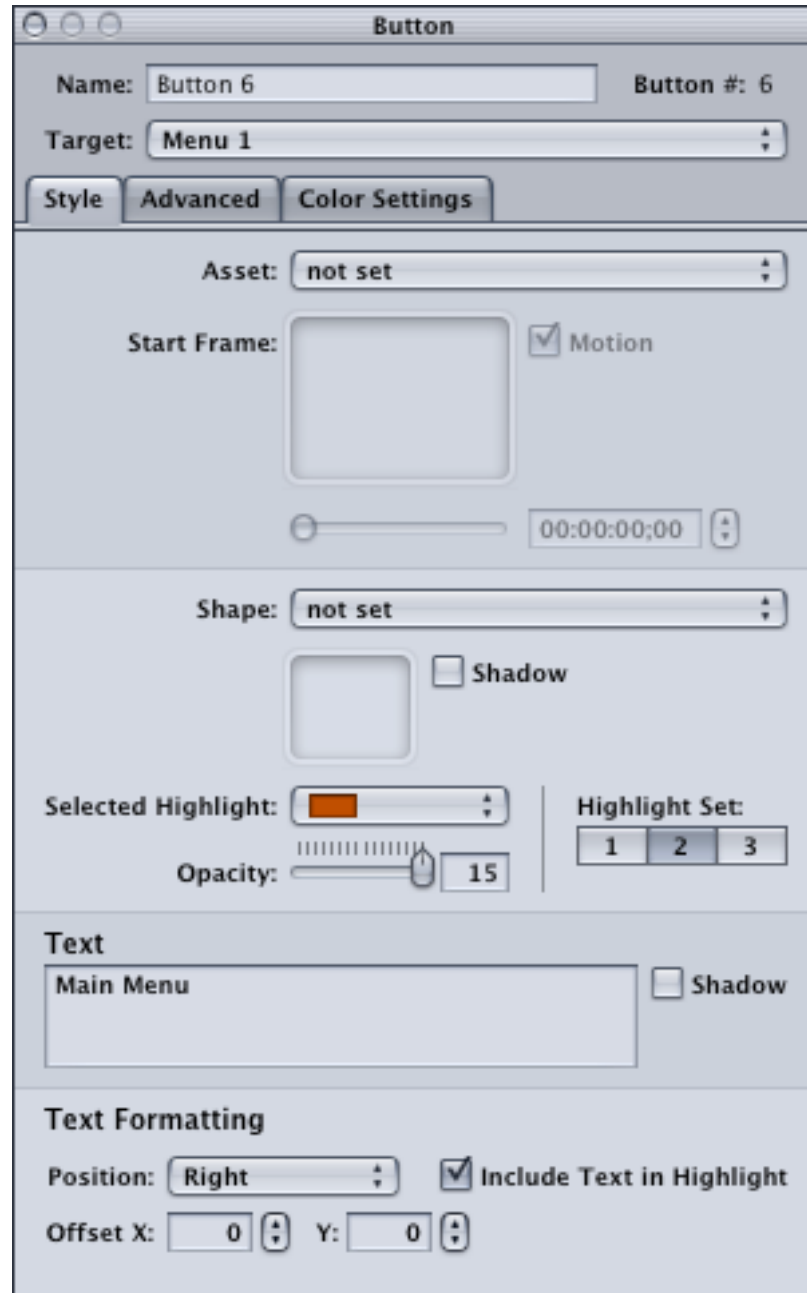 Button
Name: Button 6 Button #: 6
Target: Menu 1
Style Advanced Color Settings
Asset: not set
Start Frame: Motion
00:00:00;00
Shape: not set
Shadow
Selected Highlight: Highlight Set:
1 2 3
Opacity: 15
Text
Main Menu Shadow
Text Formatting
Position: Right Include Text in Highlight
Offset X: 0 Y: 0